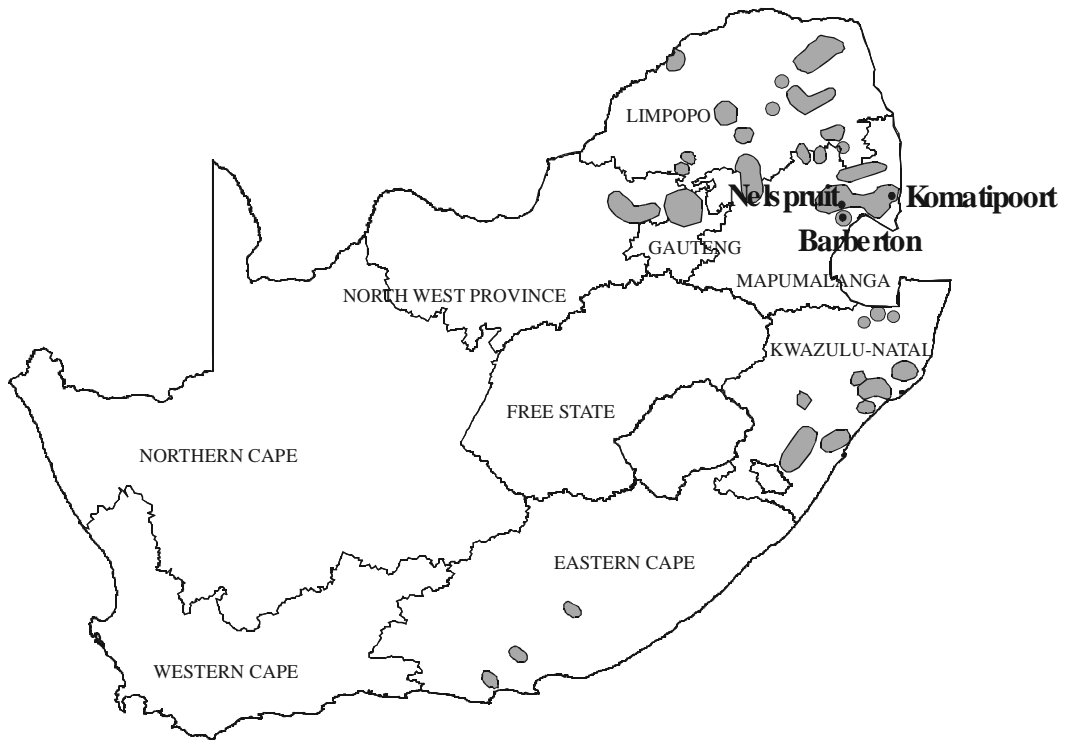 LIMPOPO
Nelspruit
Komatipoort
Barberton
GAUTENG
MAPUMALANGA
NORTH WEST PROVINCE
KWAZULU-NATAL
FREE STATE
NORTHERN CAPE
EASTERN CAPE
WESTERN CAPE